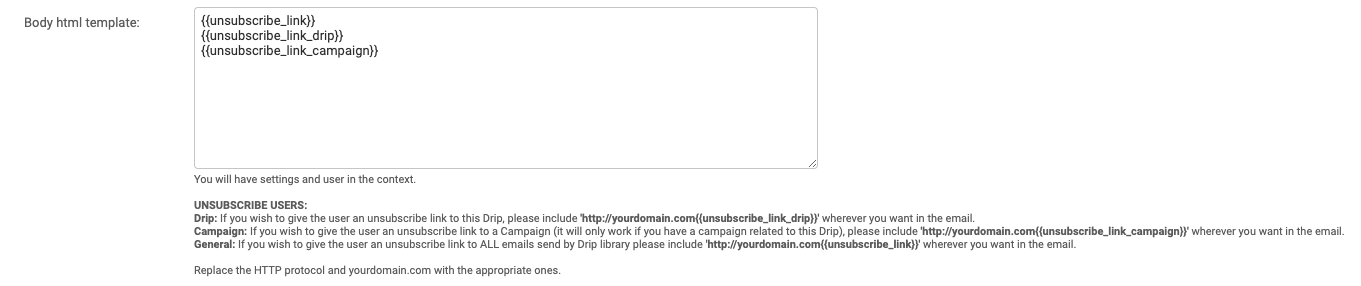 Body html template:
{{unsubscribe_link}}
{{unsubscribe_link_drip}}
{{unsubscribe_link_campaign}}
You will have settings and user in the context.
UNSUBSCRIBE USERS:
Drip: If you wish to give the user an unsubscribe link to this Drip, please include 'http://yourdomain.com{{unsubscribe_link_drip}}' wherever you want in the email.
Campaign: If you wish to give the user an unsubscribe link to a Campaign (it will only work if you have a campaign related to this Drip), please include 'http://yourdomain.com{{unsubscribe_link_campaign}}' wherever you want in the email.
General: If you wish to give the user an unsubscribe link to ALL emails send by Drip library please include 'http://yourdomain.com{{unsubscribe_link}}' wherever you want in the email.
Replace the HTTP protocol and yourdomain.com with the appropriate ones.